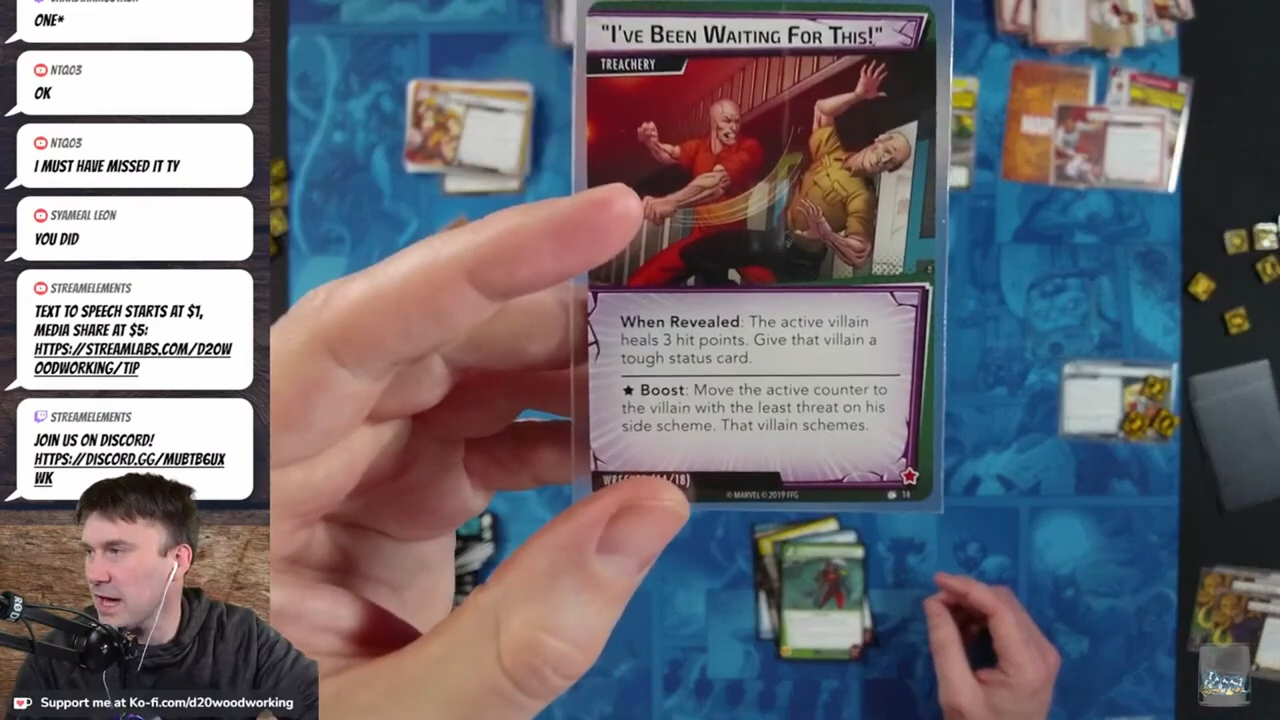 ONE*
NTQ03
OK
NTQ03
I MUST HAVE MISSED IT TY
SYAMEAL LEON
YOU DID
STREAMELEMENTS
TEXT TO SPEECH STARTS AT $1,
MEDIA SHARE AT $5:
HTTPS://STREAMLABS.COM/D20W
OODWORKING/TIP
STREAMELEMENTS
JOIN US ON DISCORD!
HTTPS://DISCORD.GG/MUBTB6UX
WK
Support me at Ko-fi.com/d20woodworking
"I'VE BEEN WAITING FOR THIS!"
TREACHERY
When Revealed: The active villain
heals 3 hit points. Give that villain a
tough status card.
★ Boost: Move the active counter to
the villain with the least threat on his
side scheme. That villain schemes.
© MARVEL © 2019 FFG